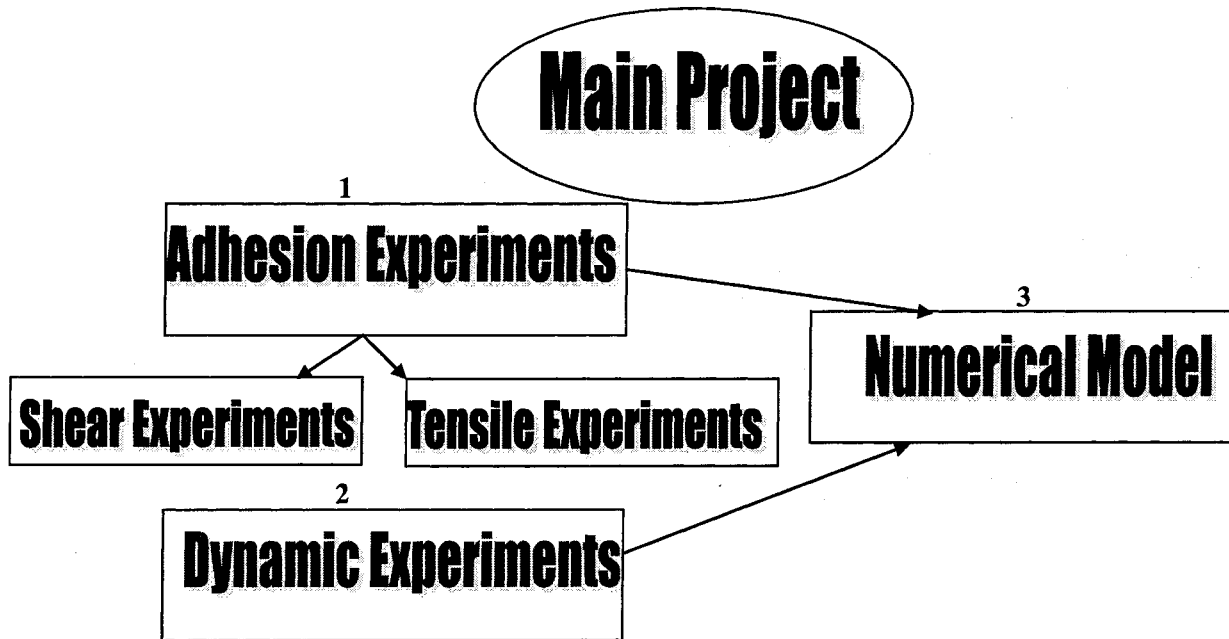 Main Project
1
Adhesion Experiments
3
Numerical Model
Shear Experiments
Tensile Experiments
2
Dynamic Experiments